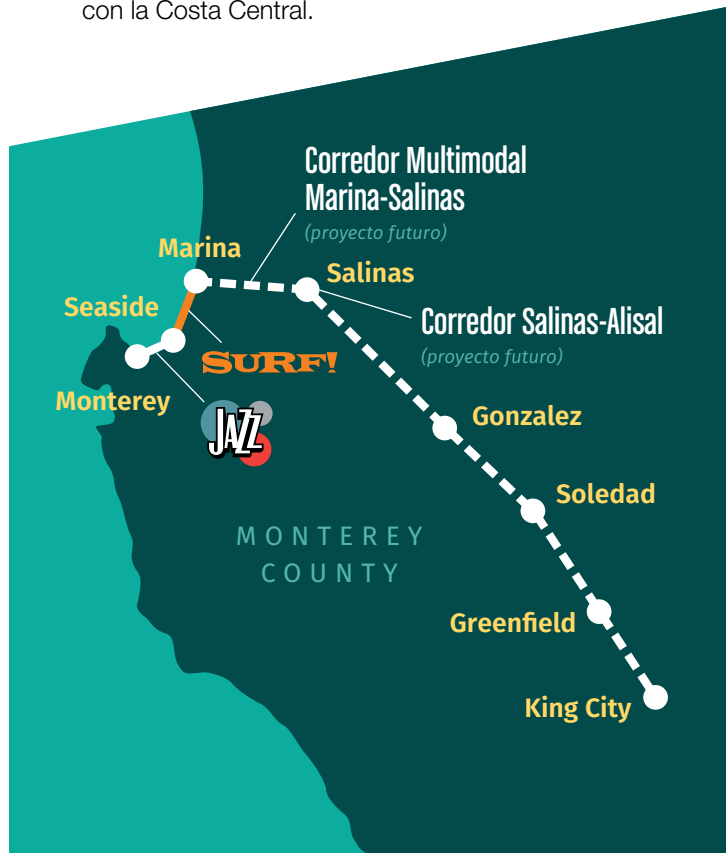 con la Costa Central.
Corredor Multimodal
Marina-Salinas
(proyecto futuro)
Marina
Salinas
Seaside
Corredor Salinas-Alisal
(proyecto futuro)
SURF!
Monterey
JAZZ
Gonzalez
Soledad
MONTEREY
COUNTY
Greenfield
King City